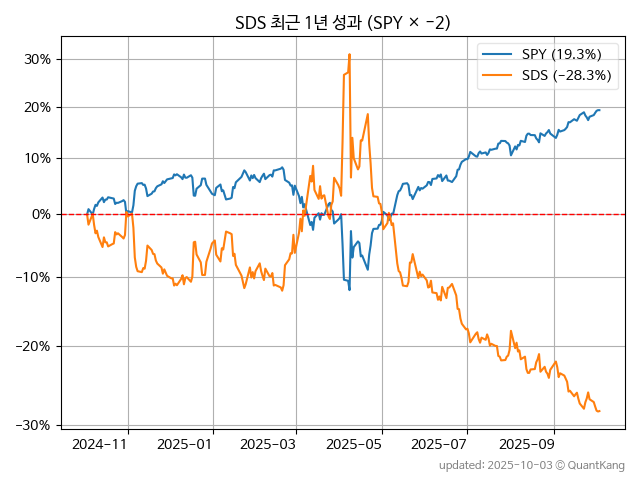 SDS 최근 1년 성과 (SPY × −2)
SPY (19.3%)
SDS (−28.3%)
30%
20%
10%
0%
−10%
−20%
−30%
2024-11 2025-01 2025-03 2025-05 2025-07 2025-09
updated: 2025-10-03 © QuantKang